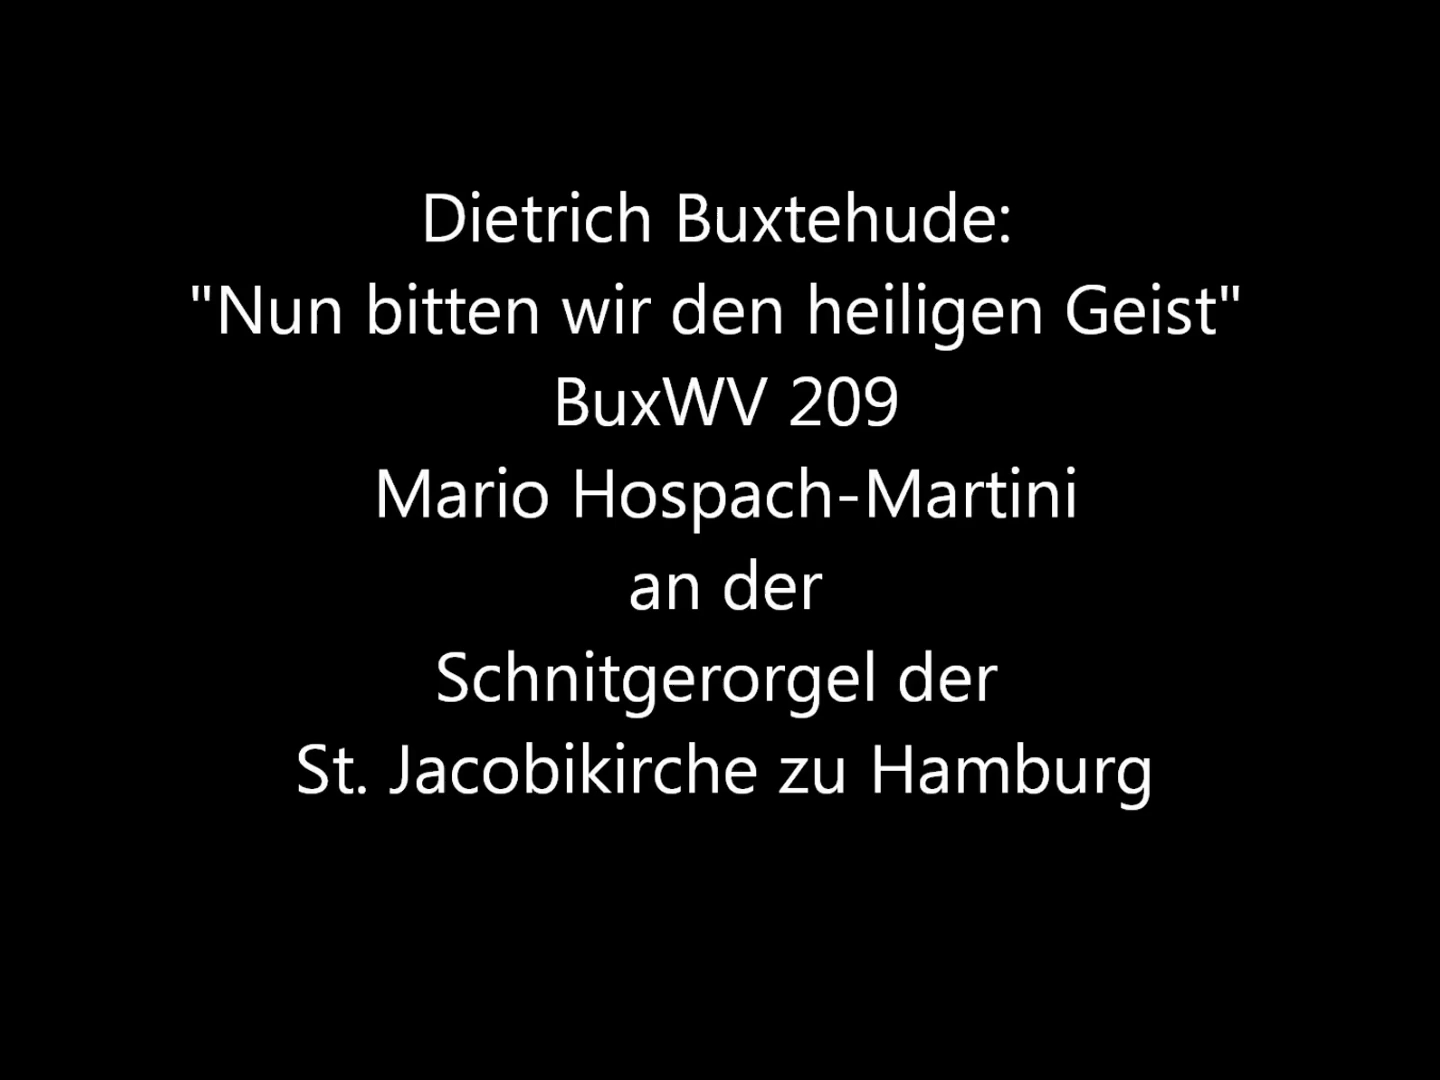 Dietrich Buxtehude:
"Nun bitten wir den heiligen Geist"
BuxWV 209
Mario Hospach-Martini
an der
Schnitgerorgel der
St. Jacobikirche zu Hamburg